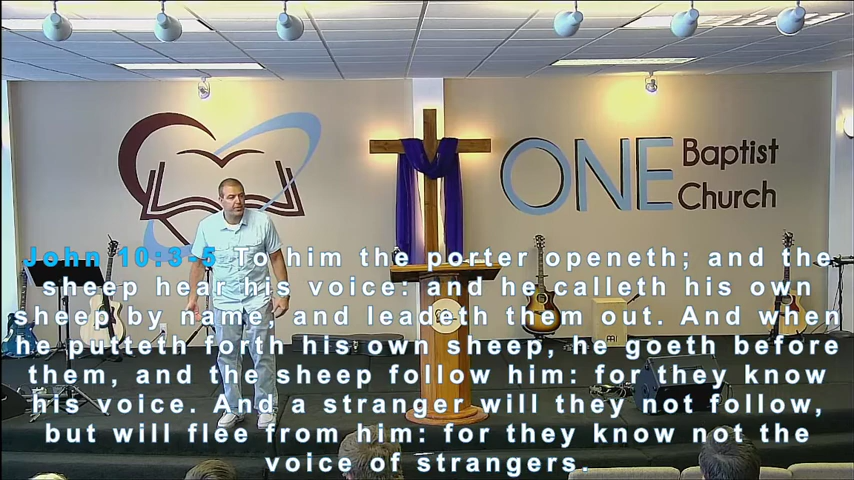 ONE Baptist
Church
John 10:3-5 To him the porter openeth; and the
sheep hear his voice: and he calleth his own
sheep by name, and leadeth them out. And when
he putteth forth his own sheep, he goeth before
them, and the sheep follow him: for they know
his voice. And a stranger will they not follow,
but will flee from him: for they know not the
voice of strangers.